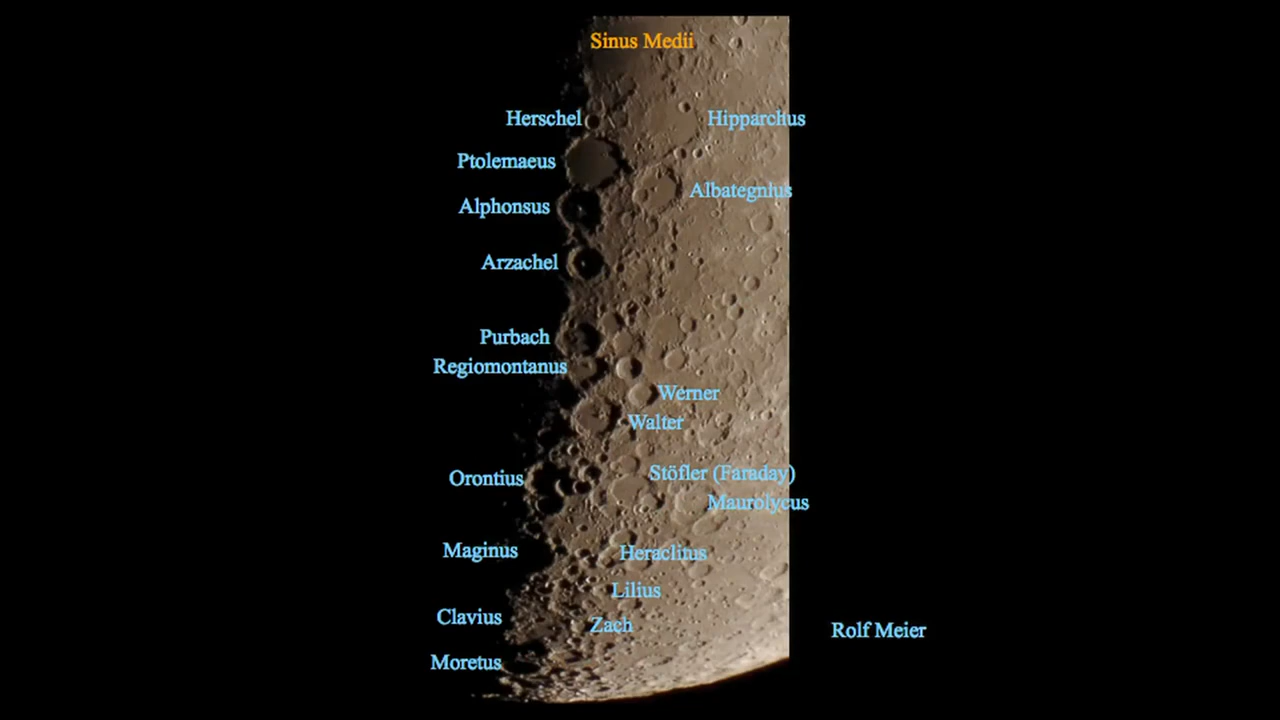 Sinus Medii
Herschel
Hipparchus
Ptolemaeus
Albategnius
Alphonsus
Arzachel
Purbach
Regiomontanus
Werner
Walter
Stöfler (Faraday)
Orontius
Maurolycus
Maginus
Heraclitus
Lilius
Clavius
Zach
Rolf Meier
Moretus